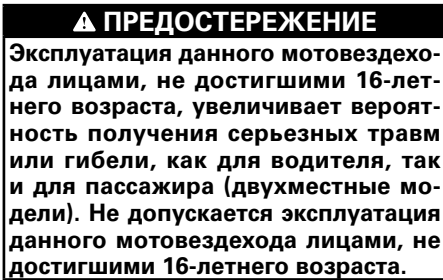 ⚠ ПРЕДОСТЕРЕЖЕНИЕ
Эксплуатация данного мотовездехо-
да лицами, не достигшими 16-лет-
него возраста, увеличивает вероят-
ность получения серьезных травм
или гибели, как для водителя, так
и для пассажира (двухместные мо-
дели). Не допускается эксплуатация
данного мотовездехода лицами, не
достигшими 16-летнего возраста.